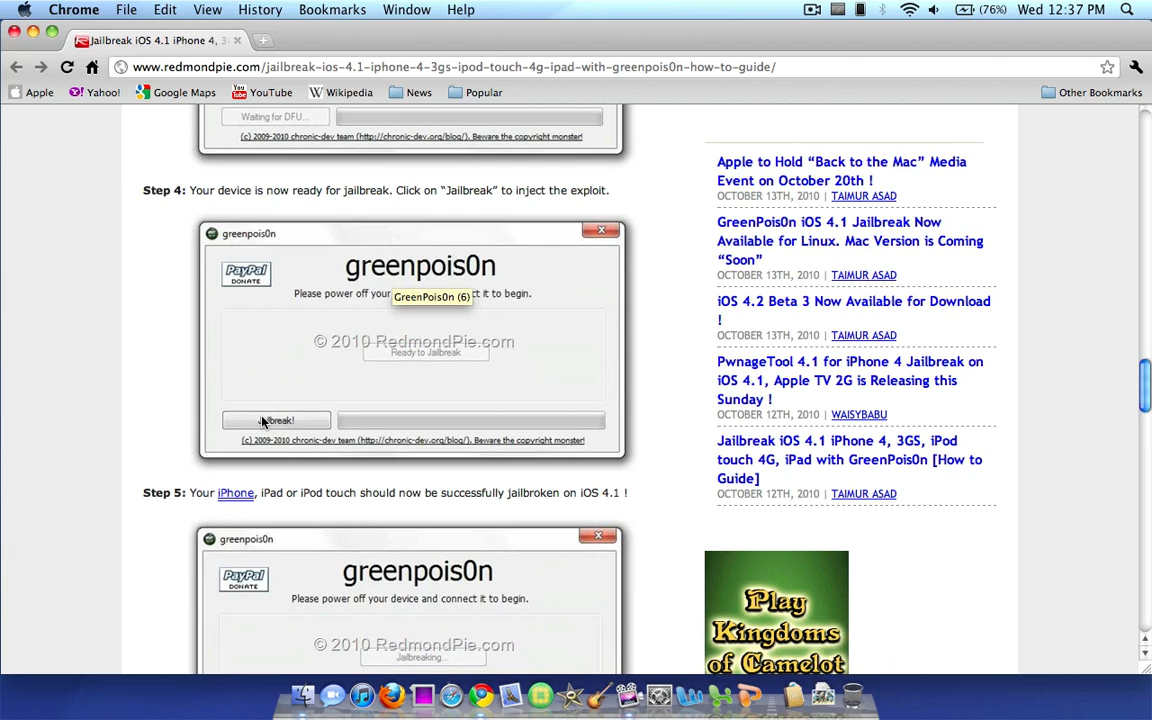 Chrome File Edit View History Bookmarks Window Help (76%) Wed 12:37 PM
Jailbreak iOS 4.1 iPhone 4, 3
www.redmondpie.com/jailbreak-ios-4.1-iphone-4-3gs-ipod-touch-4g-ipad-with-greenpois0n-how-to-guide/
Apple Yahoo! Google Maps YouTube Wikipedia News Popular Other Bookmarks
Waiting for DFU...
(c) 2009-2010 chronic-dev team (http://chronic-dev.org/blog/). Beware the copyright monster!
Step 4: Your device is now ready for jailbreak. Click on “Jailbreak” to inject the exploit.
greenpois0n
PayPal
DONATE
greenpois0n
Please power off your connect it to begin.
GreenPois0n (6)
© 2010 RedmondPie.com
Ready to Jailbreak
Jailbreak!
(c) 2009-2010 chronic-dev team (http://chronic-dev.org/blog/). Beware the copyright monster!
Step 5: Your iPhone, iPad or iPod touch should now be successfully jailbroken on iOS 4.1 !
greenpois0n
PayPal
DONATE
greenpois0n
Please power off your device and connect it to begin.
© 2010 RedmondPie.com
Jailbreaking...
Apple to Hold “Back to the Mac” Media
Event on October 20th !
OCTOBER 13TH, 2010 | TAIMUR ASAD
GreenPois0n iOS 4.1 Jailbreak Now
Available for Linux. Mac Version is Coming
“Soon”
OCTOBER 13TH, 2010 | TAIMUR ASAD
iOS 4.2 Beta 3 Now Available for Download
!
OCTOBER 13TH, 2010 | TAIMUR ASAD
PwnageTool 4.1 for iPhone 4 Jailbreak on
iOS 4.1, Apple TV 2G is Releasing this
Sunday !
OCTOBER 12TH, 2010 | WAISYBABU
Jailbreak iOS 4.1 iPhone 4, 3GS, iPod
touch 4G, iPad with GreenPois0n [How to
Guide]
OCTOBER 12TH, 2010 | TAIMUR ASAD
Play
Kingdoms
of Camelot